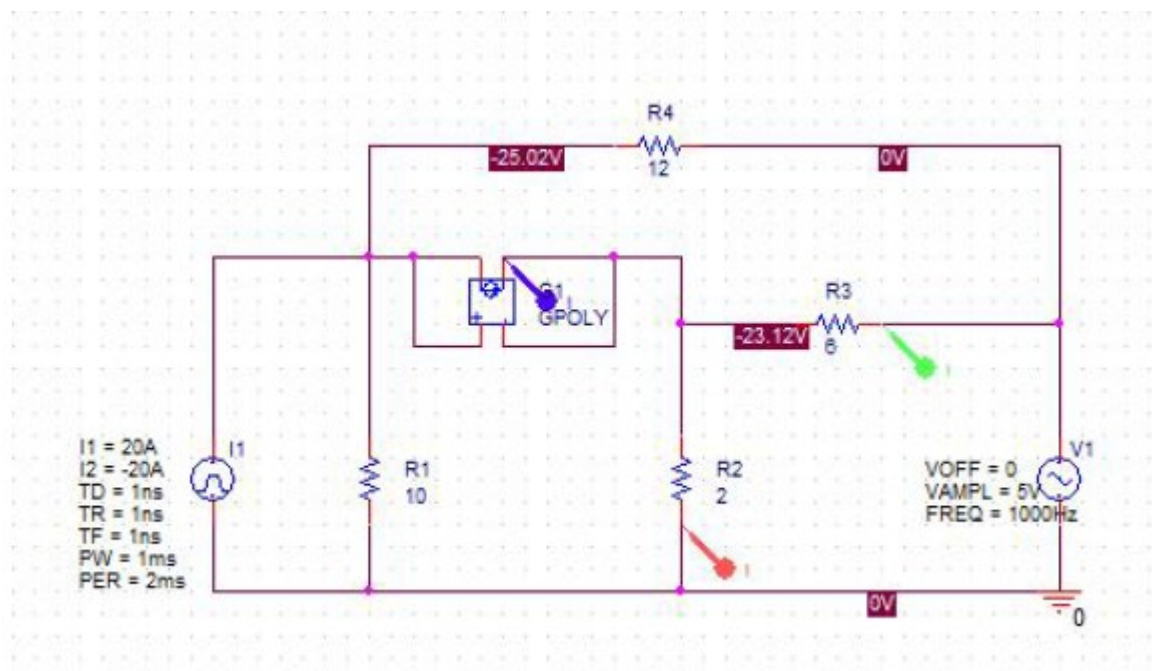 R4
-25.02V
0V
12
GPOLY
R3
-23.12V
6
I1 = 20A
I2 = -20A
TD = 1ns
TR = 1ns
TF = 1ns
PW = 1ms
PER = 2ms
I1
R1
10
R2
2
V1
VOFF = 0
VAMPL = 5V
FREQ = 1000Hz
0V
0